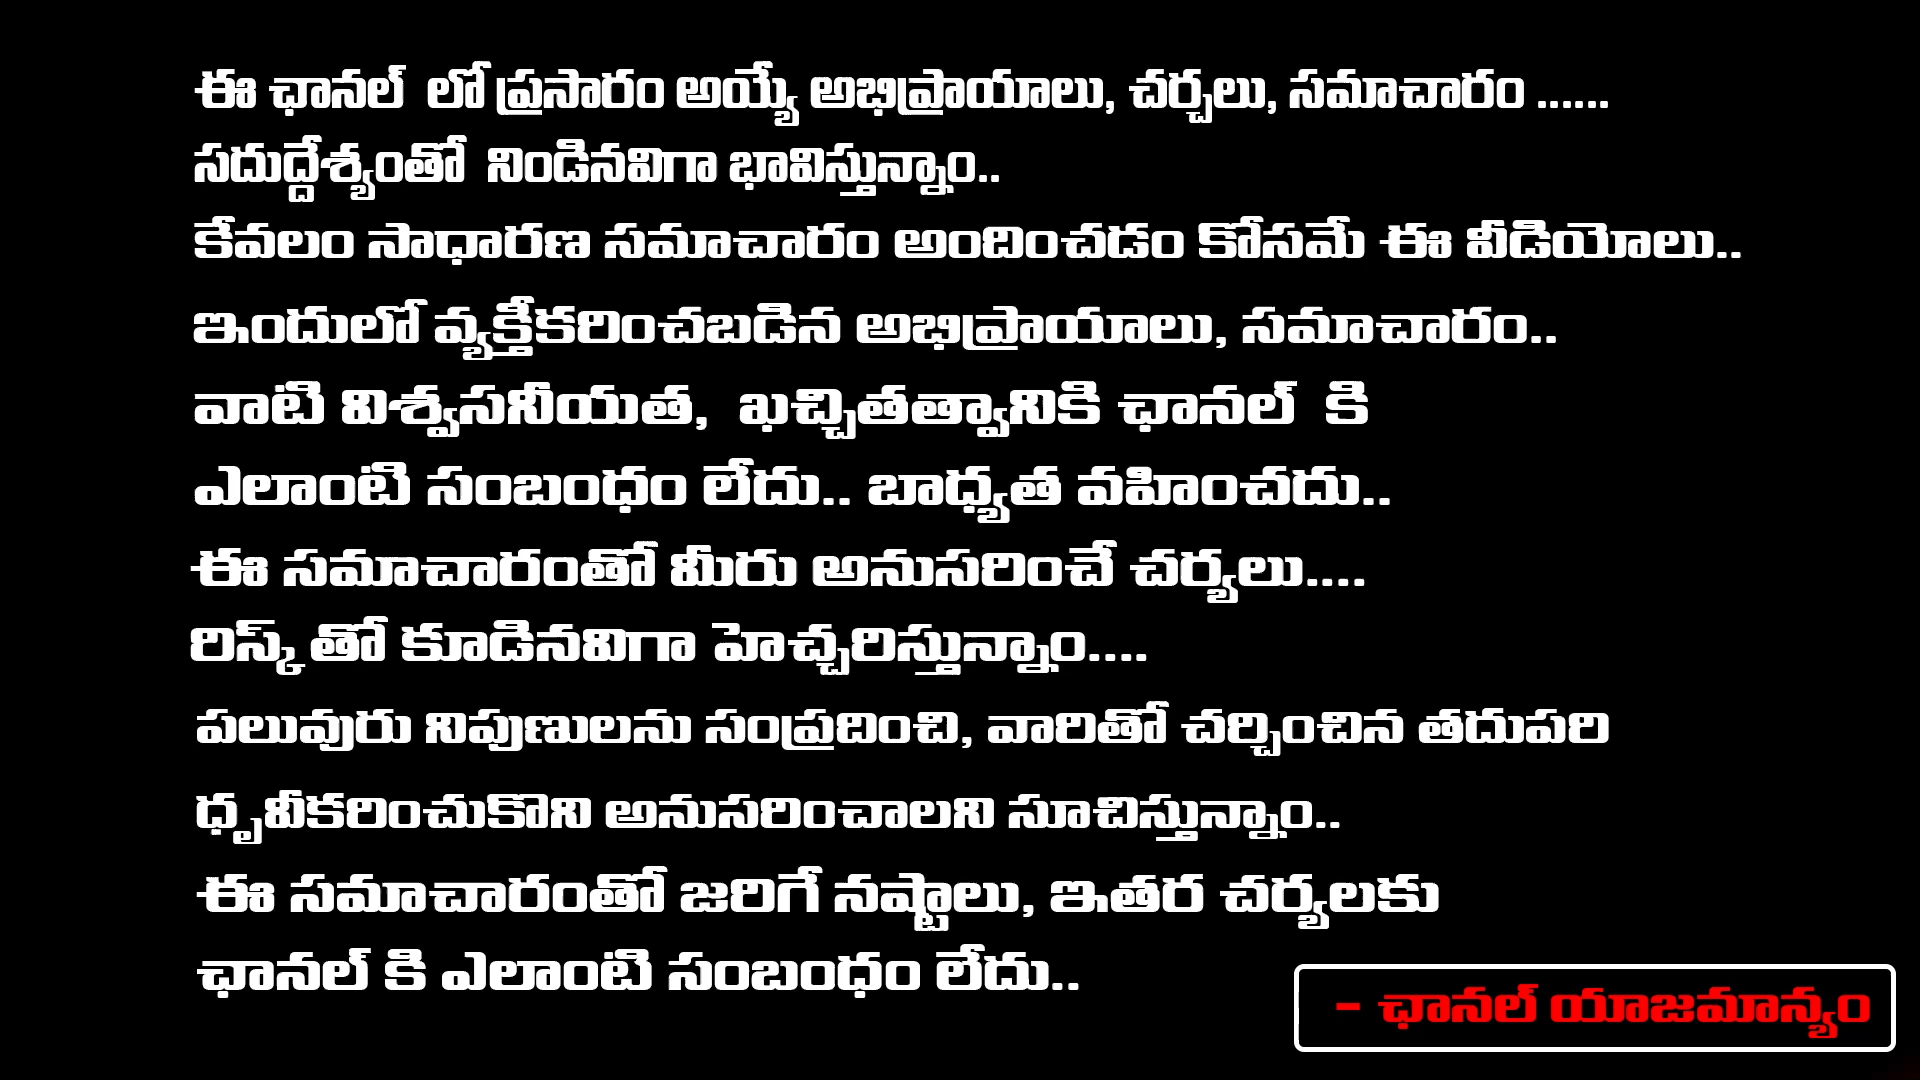 ఈ ఛానల్ లో ప్రసారం అయ్యే అభిప్రాయాలు, చర్చలు, సమాచారం ......
సదుద్దేశ్యంతో నిండినవిగా భావిస్తున్నాం..
కేవలం సాధారణ సమాచారం అందించడం కోసమే ఈ వీడియోలు..
ఇందులో వ్యక్తీకరించబడిన అభిప్రాయాలు, సమాచారం..
వాటి విశ్వసనీయత, ఖచ్చితత్వానికి ఛానల్ కి
ఎలాంటి సంబంధం లేదు.. బాధ్యత వహించదు..
ఈ సమాచారంతో మీరు అనుసరించే చర్యలు....
రిస్క్ తో కూడినవిగా హెచ్చరిస్తున్నాం....
పలువురు నిపుణులను సంప్రదించి, వారితో చర్చించిన తదుపరి
ధృవీకరించుకొని అనుసరించాలని సూచిస్తున్నాం..
ఈ సమాచారంతో జరిగే నష్టాలు, ఇతర చర్యలకు
ఛానల్ కి ఎలాంటి సంబంధం లేదు..
- ఛానల్ యాజమాన్యం